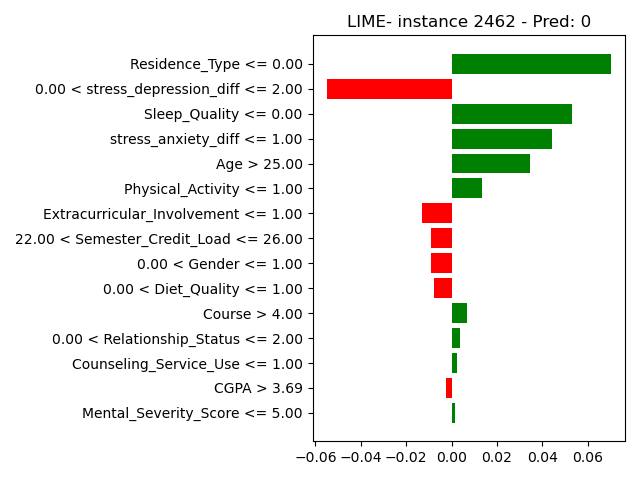 LIME- instance 2462 - Pred: 0
Residence_Type <= 0.00
0.00 < stress_depression_diff <= 2.00
Sleep_Quality <= 0.00
stress_anxiety_diff <= 1.00
Age > 25.00
Physical_Activity <= 1.00
Extracurricular_Involvement <= 1.00
22.00 < Semester_Credit_Load <= 26.00
0.00 < Gender <= 1.00
0.00 < Diet_Quality <= 1.00
Course > 4.00
0.00 < Relationship_Status <= 2.00
Counseling_Service_Use <= 1.00
CGPA > 3.69
Mental_Severity_Score <= 5.00
−0.06 −0.04 −0.02 0.00 0.02 0.04 0.06